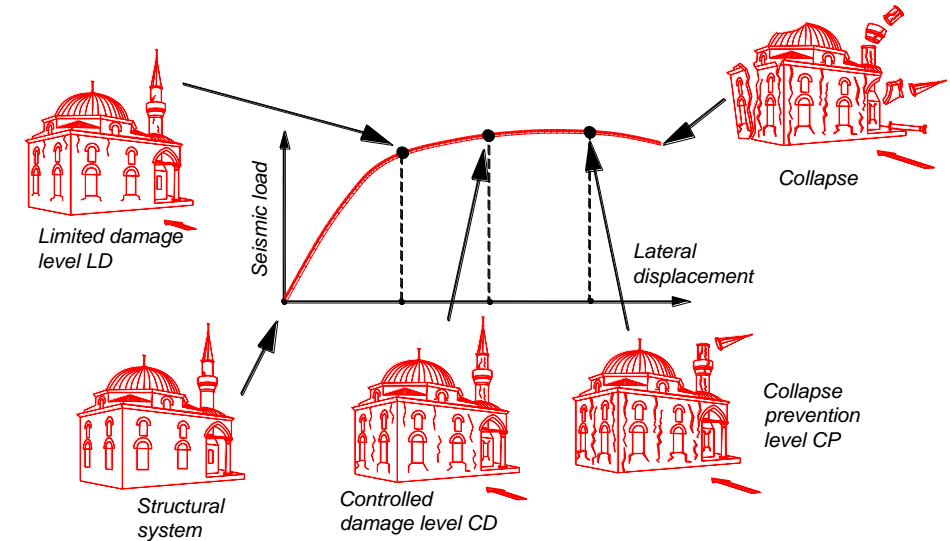 Limited damage
level LD
Seismic load
Collapse
Lateral
displacement
Structural
system
Controlled
damage level CD
Collapse
prevention
level CP